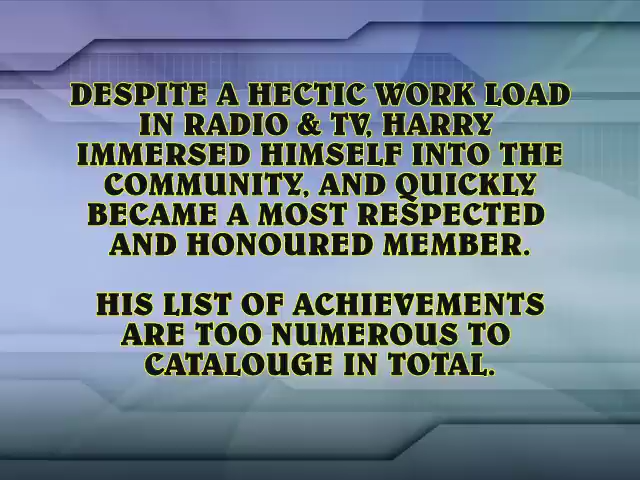 DESPITE A HECTIC WORK LOAD
IN RADIO & TV, HARRY
IMMERSED HIMSELF INTO THE
COMMUNITY, AND QUICKLY
BECAME A MOST RESPECTED
AND HONOURED MEMBER.
HIS LIST OF ACHIEVEMENTS
ARE TOO NUMEROUS TO
CATALOUGE IN TOTAL.